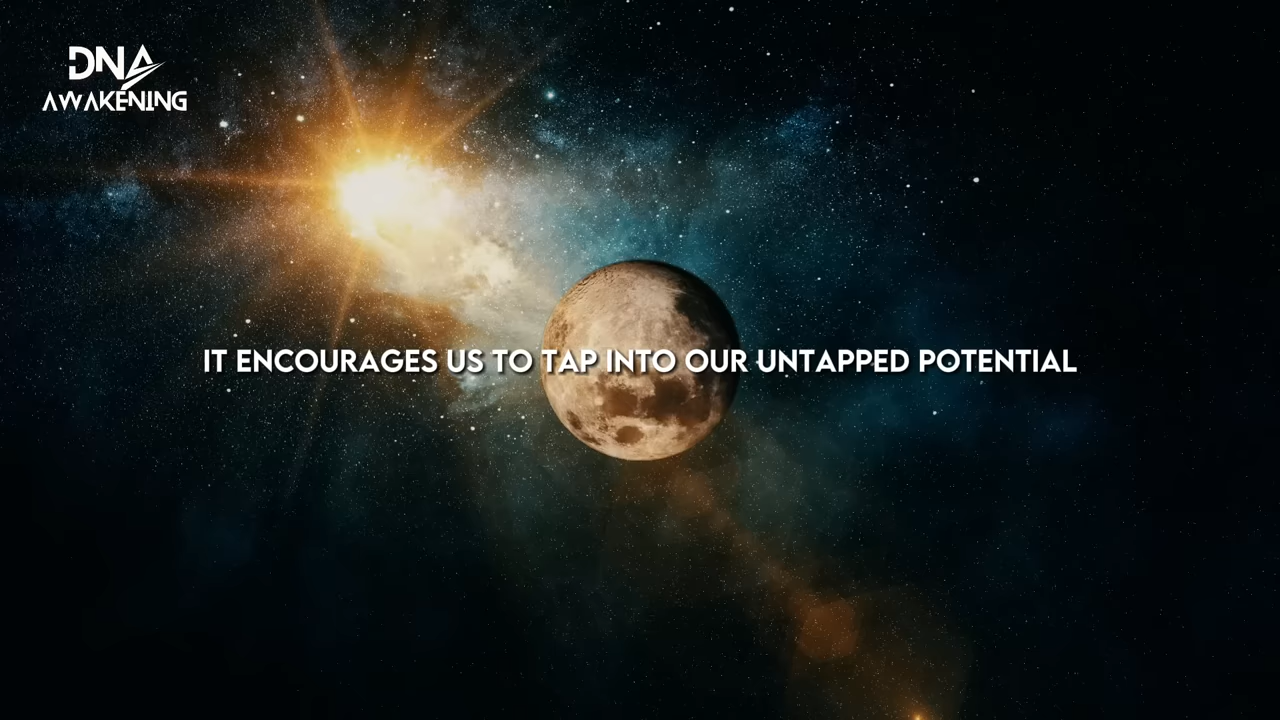 DNA
AWAKENING
IT ENCOURAGES US TO TAP INTO OUR UNTAPPED POTENTIAL